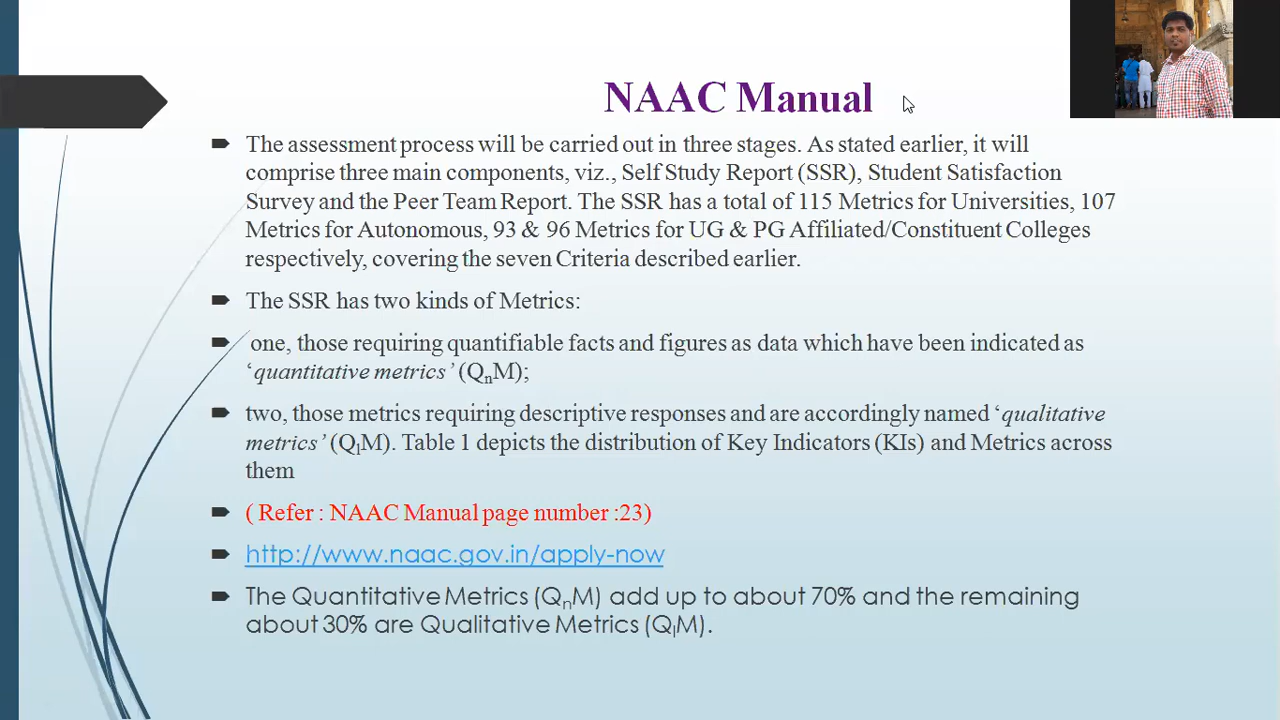 NAAC Manual
The assessment process will be carried out in three stages. As stated earlier, it will
comprise three main components, viz., Self Study Report (SSR), Student Satisfaction
Survey and the Peer Team Report. The SSR has a total of 115 Metrics for Universities, 107
Metrics for Autonomous, 93 & 96 Metrics for UG & PG Affiliated/Constituent Colleges
respectively, covering the seven Criteria described earlier.
The SSR has two kinds of Metrics:
one, those requiring quantifiable facts and figures as data which have been indicated as
‘quantitative metrics’ (QnM);
two, those metrics requiring descriptive responses and are accordingly named ‘qualitative
metrics’ (QlM). Table 1 depicts the distribution of Key Indicators (KIs) and Metrics across
them
( Refer : NAAC Manual page number :23)
http://www.naac.gov.in/apply-now
The Quantitative Metrics (QnM) add up to about 70% and the remaining
about 30% are Qualitative Metrics (QlM).